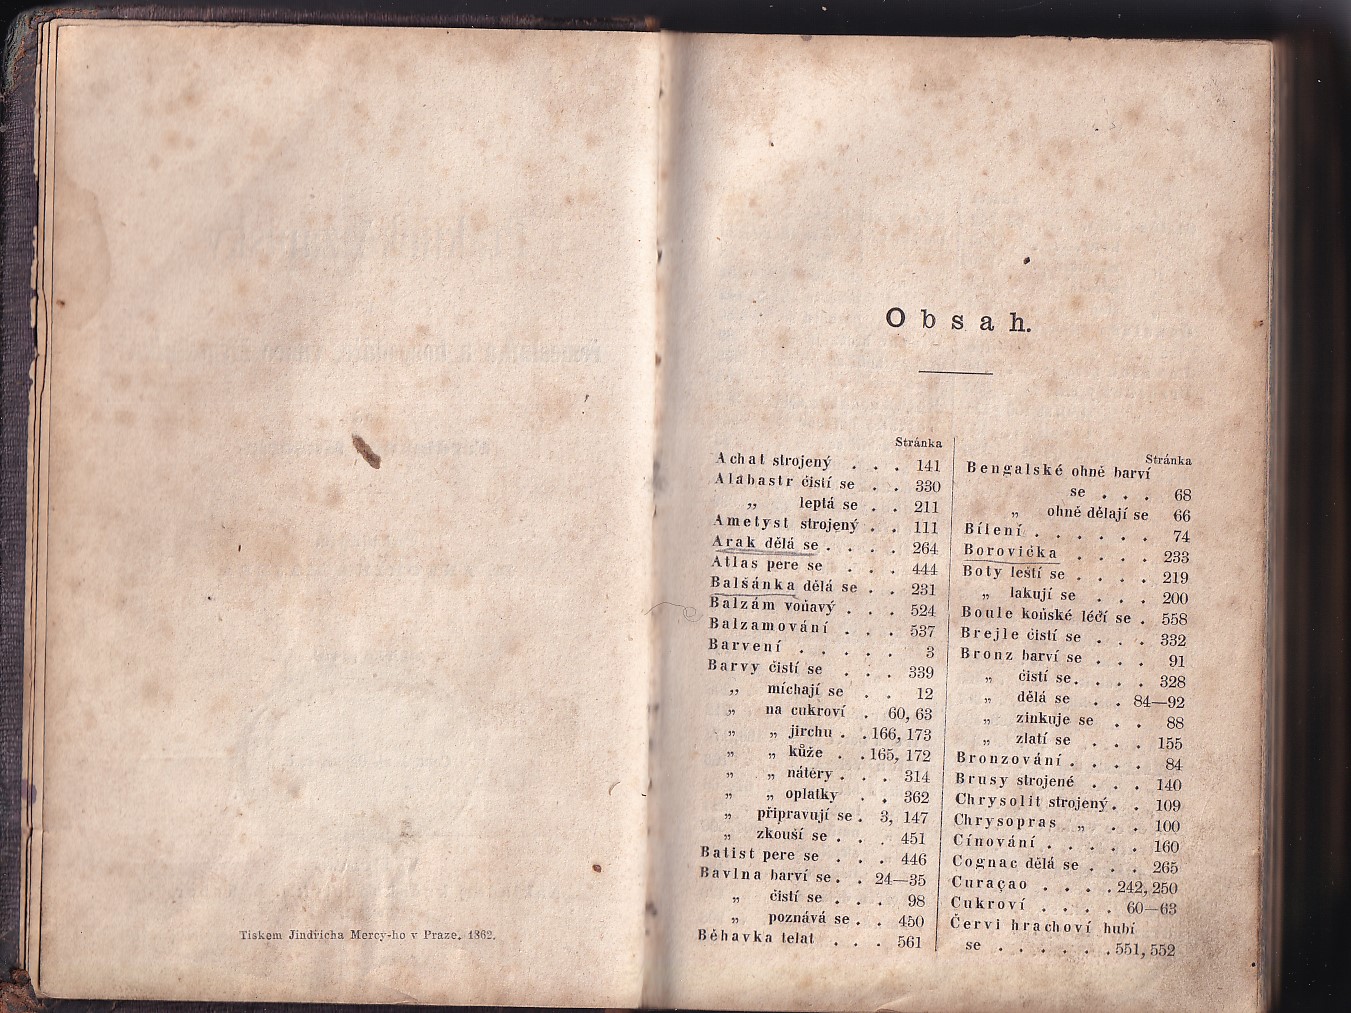 Tiskem Jindřicha Mercy-ho v Praze. 1862.
Obsah.
Stránka
Achat strojený . . . 141
Alabastr čistí se . . 330
„ leptá se . . 211
Ametyst strojený . . 111
Arak dělá se . . . . 264
Atlas pere se . . . 444
Balšánka dělá se . . 231
Balzám voňavý . . . 524
Balzamování . . . 537
Barvení . . . . . 3
Barvy čistí se . . . 339
„ míchají se . . 12
„ na cukroví . 60, 63
„ „ jirchu . . 166, 173
„ „ kůže . . 165, 172
„ „ nátěry . . . 314
„ „ oplatky . . 362
„ připravují se . 3, 147
„ zkouší se . . . 451
Batist pere se . . . 446
Bavlna barví se . . 24—35
„ čistí se . . . 98
„ poznává se . . 450
Běhavka telat . . . 561
Stránka
Bengalské ohně barví
se . . . 68
„ ohně dělají se 66
Bílení . . . . . . 74
Borovička . . . . 233
Boty leští se . . . . 219
„ lakují se . . . 200
Boule koňské léčí se . 558
Brejle čistí se . . . 332
Bronz barví se . . . 91
„ čistí se . . . . 328
„ dělá se . . 84—92
„ zinkuje se . . 88
„ zlatí se . . . 155
Bronzování . . . . 84
Brusy strojené . . . 140
Chrysolit strojený . . 109
Chrysopras „ . . 100
Cínování . . . . . 160
Cognac dělá se . . . 265
Curaçao . . . . 242, 250
Cukroví . . . . 60—63
Červi hrachoví hubí
se . . . . . . 551, 552